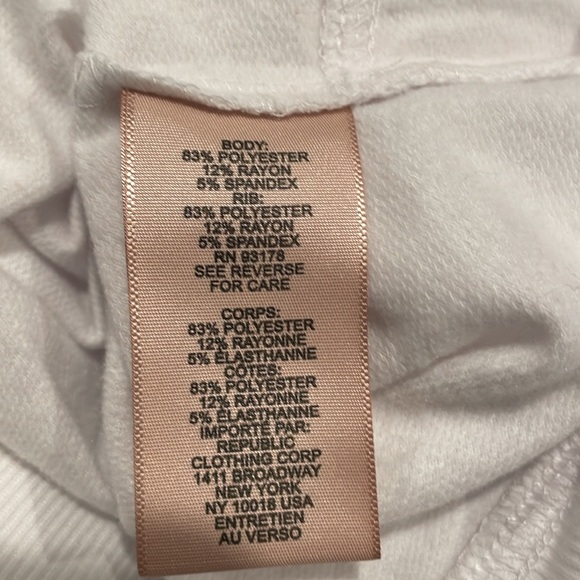 BODY:
83% POLYESTER
12% RAYON
5% SPANDEX
RIB:
83% POLYESTER
12% RAYON
5% SPANDEX
RN 93178
SEE REVERSE
FOR CARE
CORPS:
83% POLYESTER
12% RAYONNE
5% ÉLASTHANNE
CÔTES:
83% POLYESTER
12% RAYONNE
5% ÉLASTHANNE
IMPORTÉ PAR:
REPUBLIC
CLOTHING CORP
1411 BROADWAY
NEW YORK
NY 10018 USA
ENTRETIEN
AU VERSO